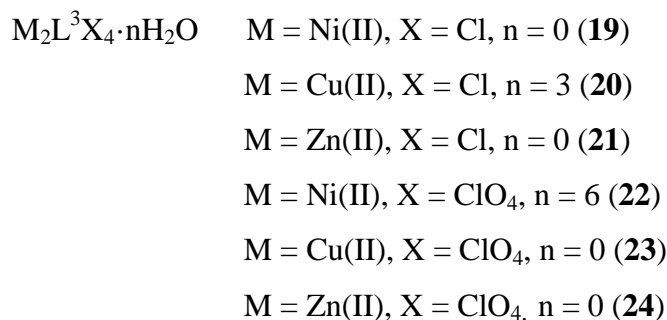 M₂L³X₄·nH₂O M = Ni(II), X = Cl, n = 0 (19)
M = Cu(II), X = Cl, n = 3 (20)
M = Zn(II), X = Cl, n = 0 (21)
M = Ni(II), X = ClO₄, n = 6 (22)
M = Cu(II), X = ClO₄, n = 0 (23)
M = Zn(II), X = ClO₄, n = 0 (24)